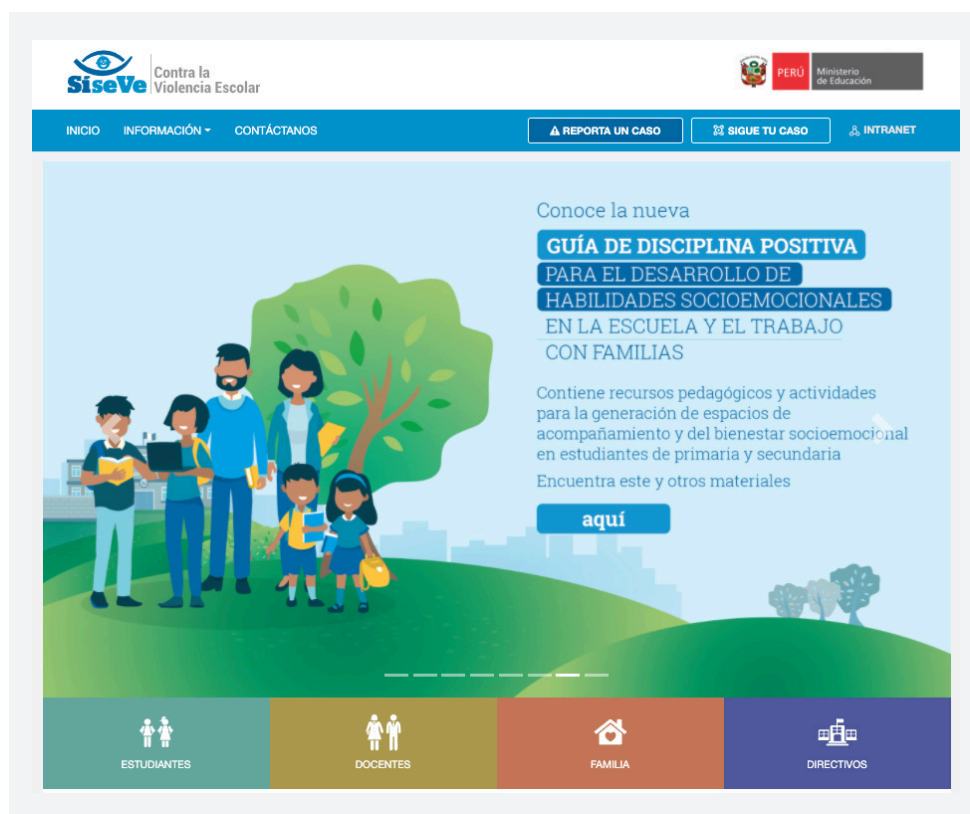 SíseVe
Contra la
Violencia Escolar
PERÚ
Ministerio
de Educación
INICIO
INFORMACIÓN
CONTÁCTANOS
REPORTA UN CASO
SIGUE TU CASO
INTRANET
Conoce la nueva
GUÍA DE DISCIPLINA POSITIVA
PARA EL DESARROLLO DE
HABILIDADES SOCIOEMOCIONALES
EN LA ESCUELA Y EL TRABAJO
CON FAMILIAS
Contiene recursos pedagógicos y actividades
para la generación de espacios de
acompañamiento y del bienestar socioemocional
en estudiantes de primaria y secundaria
Encuentra este y otros materiales
aquí
ESTUDIANTES
DOCENTES
FAMILIA
DIRECTIVOS